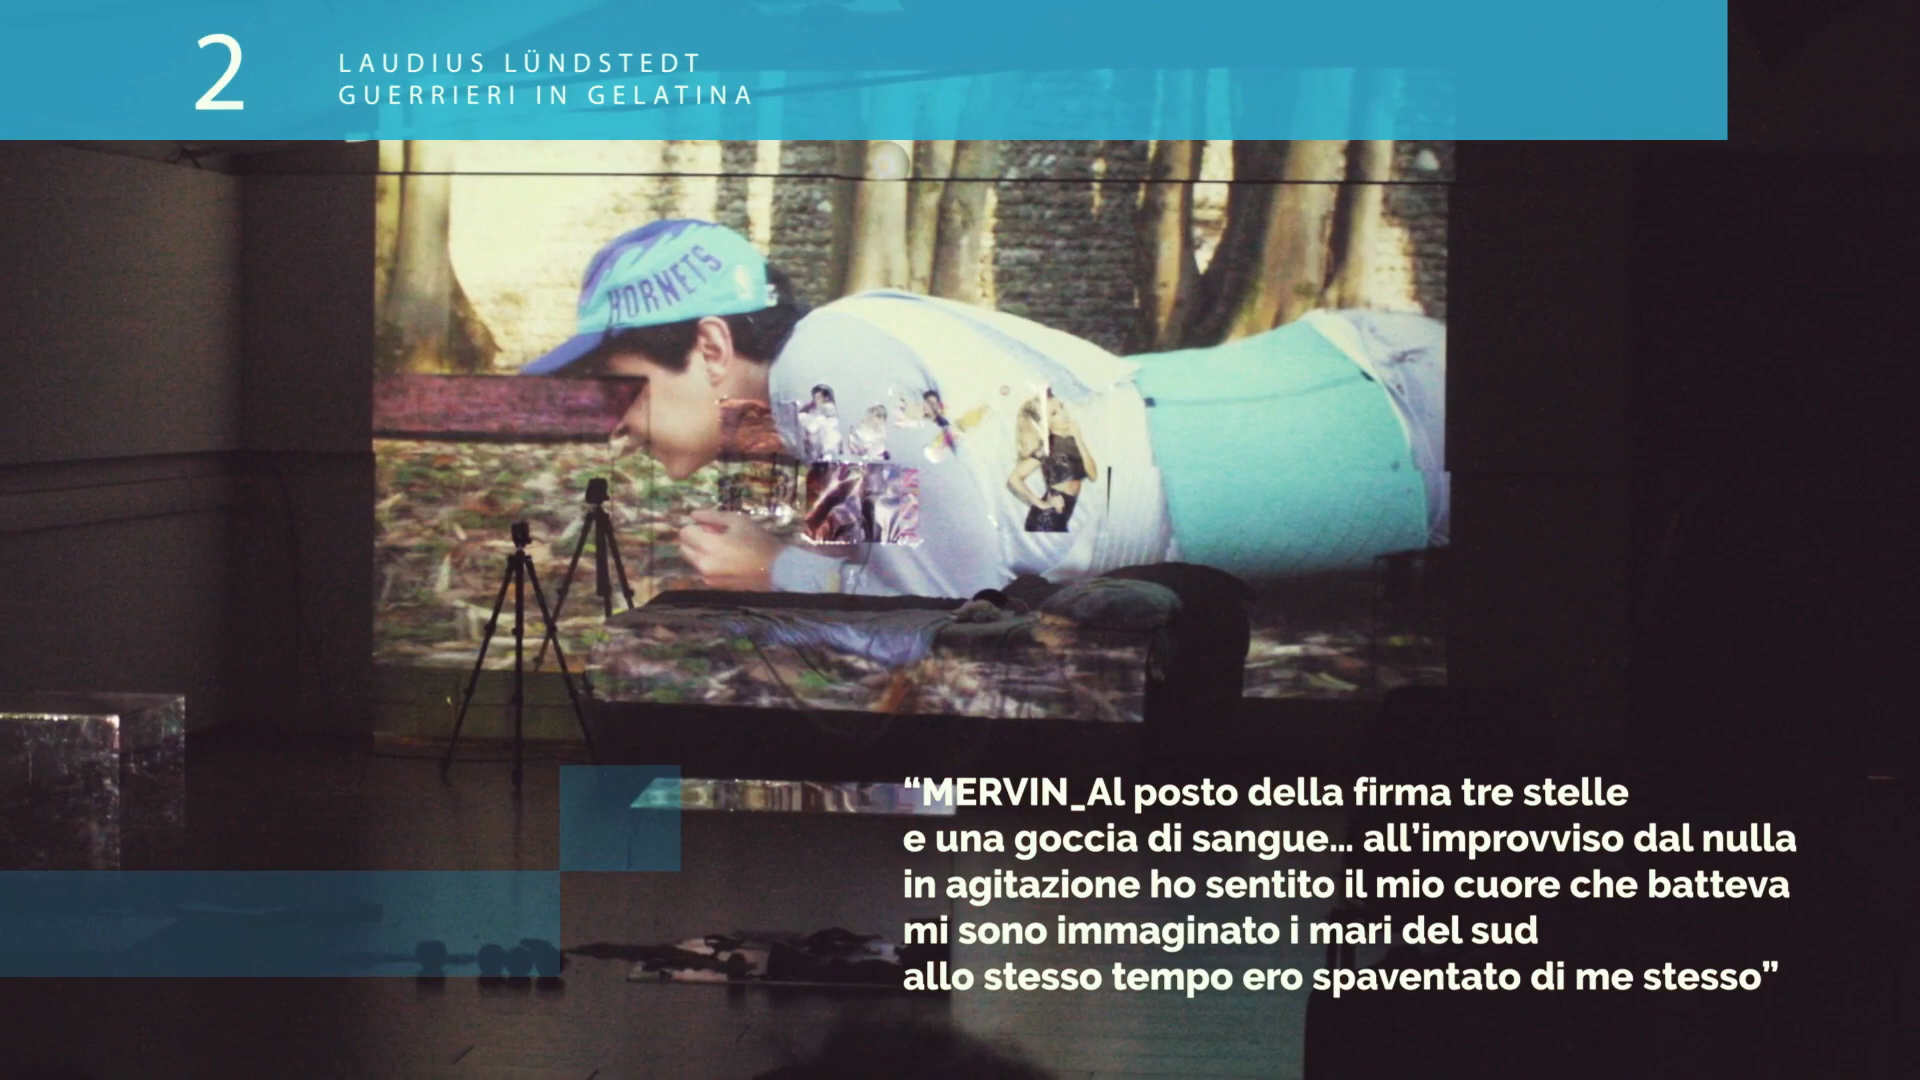 2
LAUDIUS LÜNDSTEDT
GUERRIERI IN GELATINA
HORNETS
“MERVIN_Al posto della firma tre stelle
e una goccia di sangue... all’improvviso dal nulla
in agitazione ho sentito il mio cuore che batteva
mi sono immaginato i mari del sud
allo stesso tempo ero spaventato di me stesso”